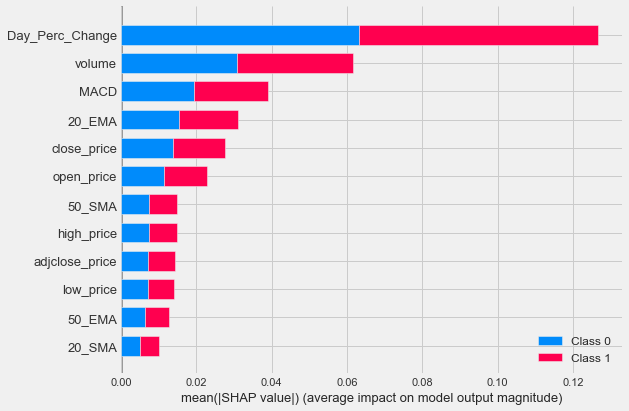 Day_Perc_Change
volume
MACD
20_EMA
close_price
open_price
50_SMA
high_price
adjclose_price
low_price
50_EMA
20_SMA
Class 0
Class 1
0.00 0.02 0.04 0.06 0.08 0.10 0.12
mean(|SHAP value|) (average impact on model output magnitude)